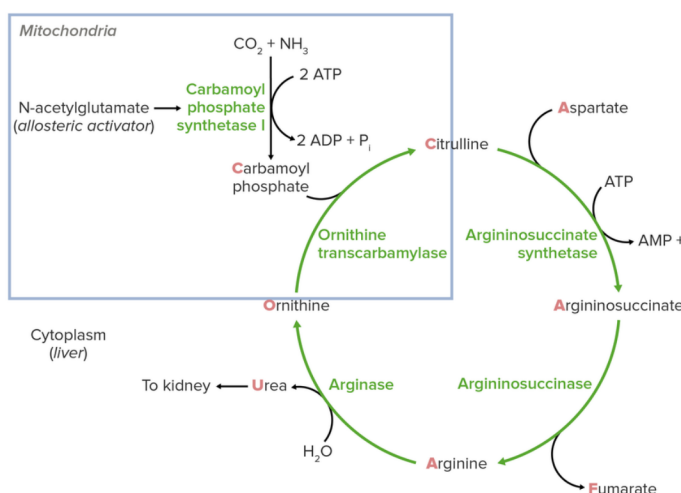 Mitochondria
CO₂ + NH₃
2 ATP
Carbamoyl
phosphate
synthetase I
N-acetylglutamate
(allosteric activator)
2 ADP + Pᵢ
Carbamoyl
phosphate
Citrulline
Aspartate
ATP
Ornithine
transcarbamylase
Argininosuccinate
synthetase
AMP +
Ornithine
Argininosuccinate
Cytoplasm
(liver)
To kidney
Urea
Arginase
Argininosuccinase
H₂O
Arginine
Fumarate